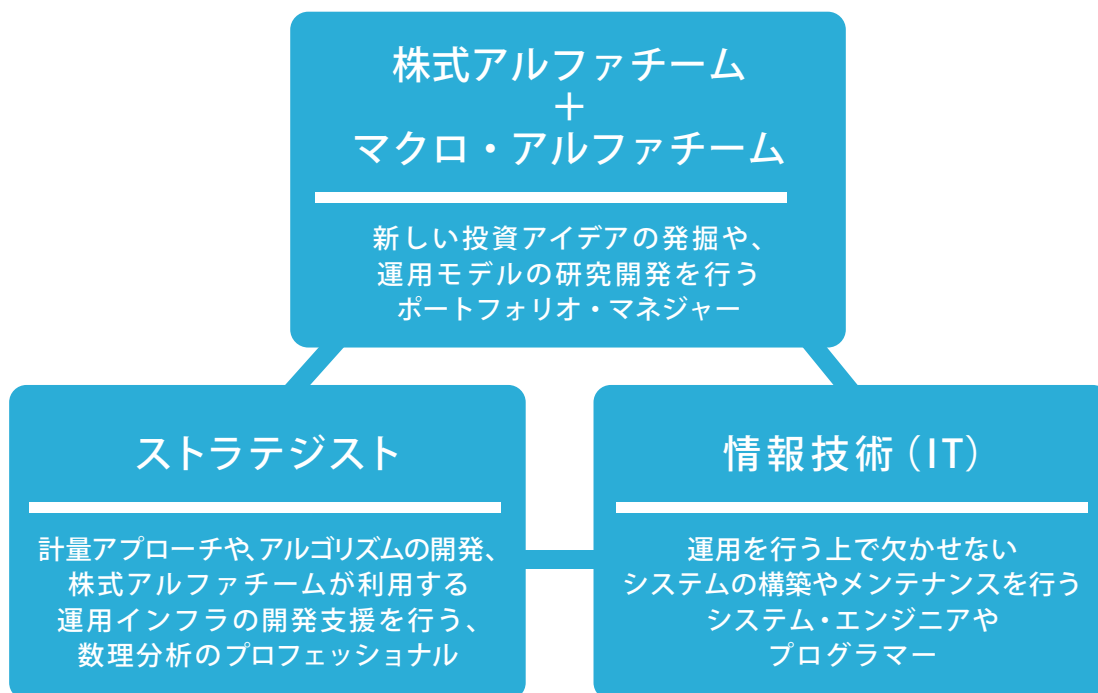 株式アルファチーム
＋
マクロ・アルファチーム
新しい投資アイデアの発掘や、
運用モデルの研究開発を行う
ポートフォリオ・マネジャー
ストラテジスト
計量アプローチや、アルゴリズムの開発、
株式アルファチームが利用する
運用インフラの開発支援を行う、
数理分析のプロフェッショナル
情報技術（IT）
運用を行う上で欠かせない
システムの構築やメンテナンスを行う
システム・エンジニアや
プログラマー